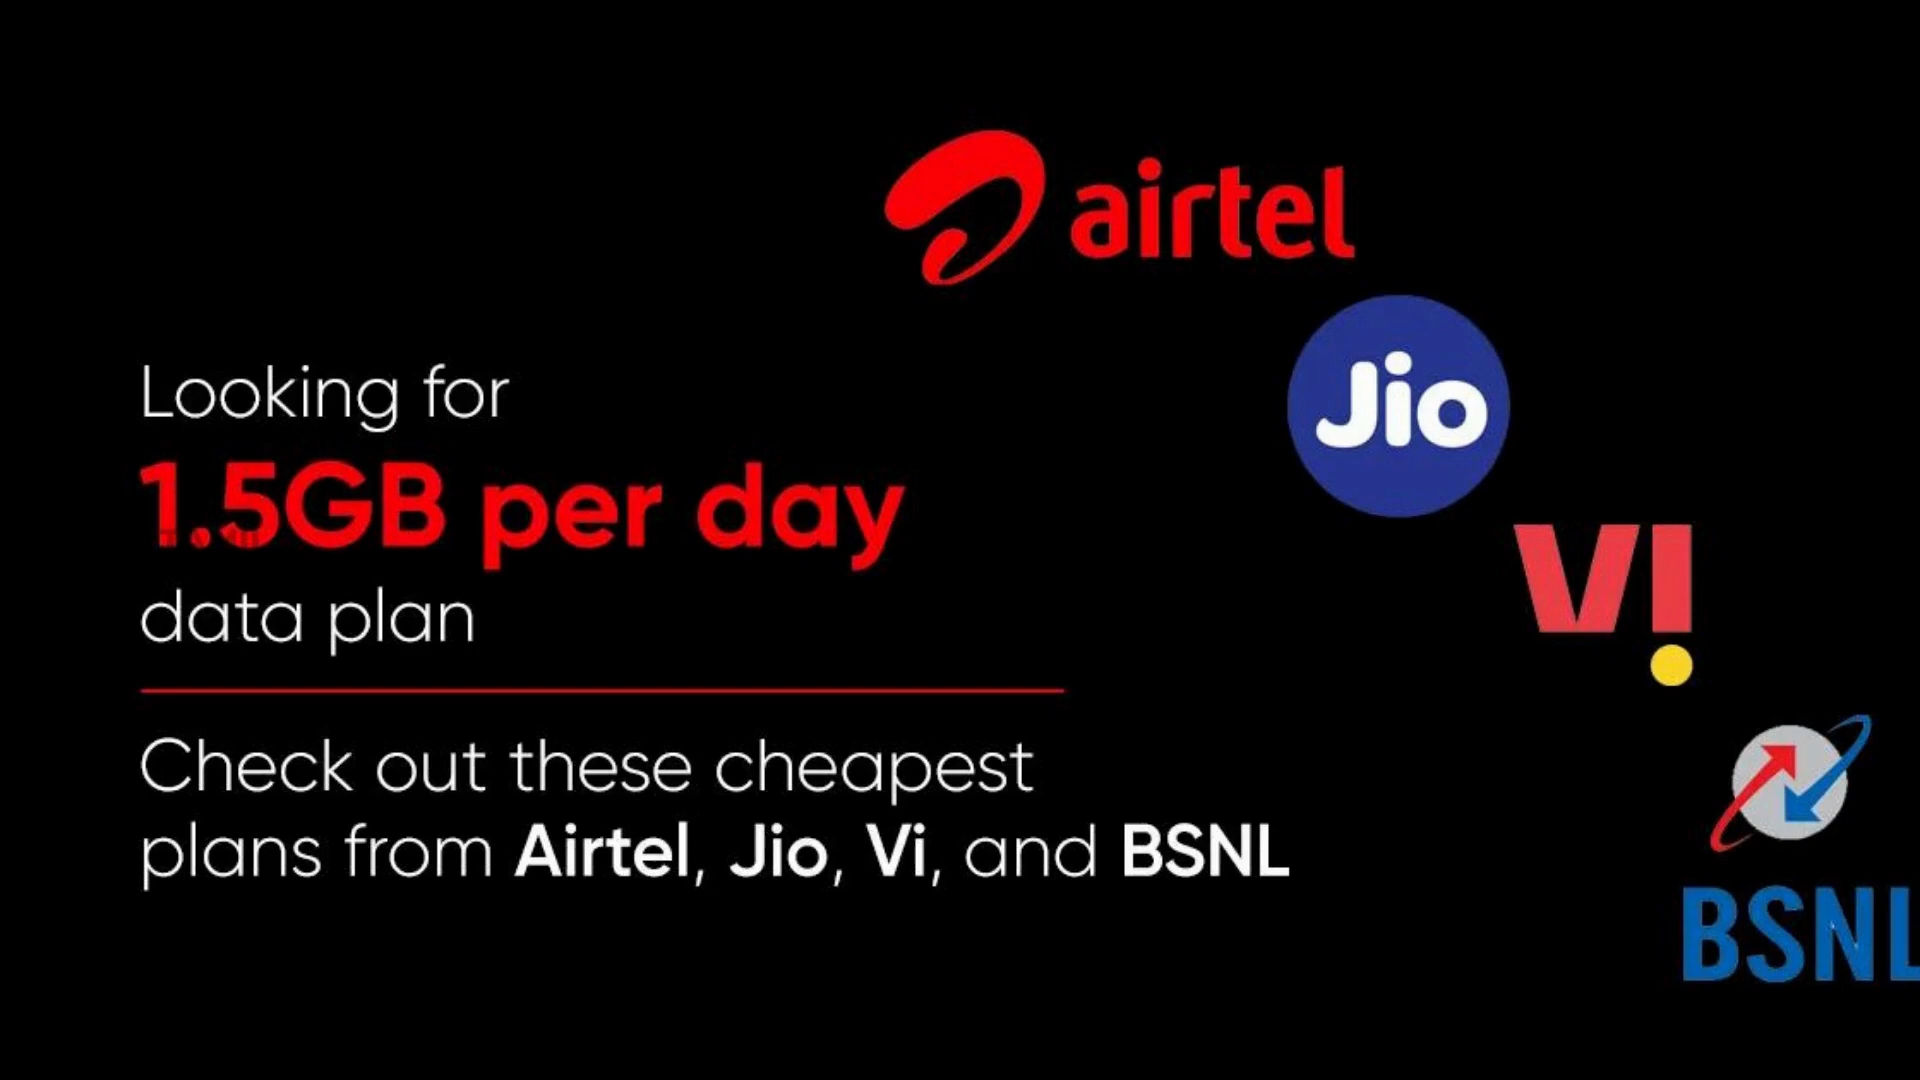 airtel
Jio
Looking for
1.5GB per day
data plan
VI
Check out these cheapest
plans from Airtel, Jio, Vi, and BSNL
BSNL